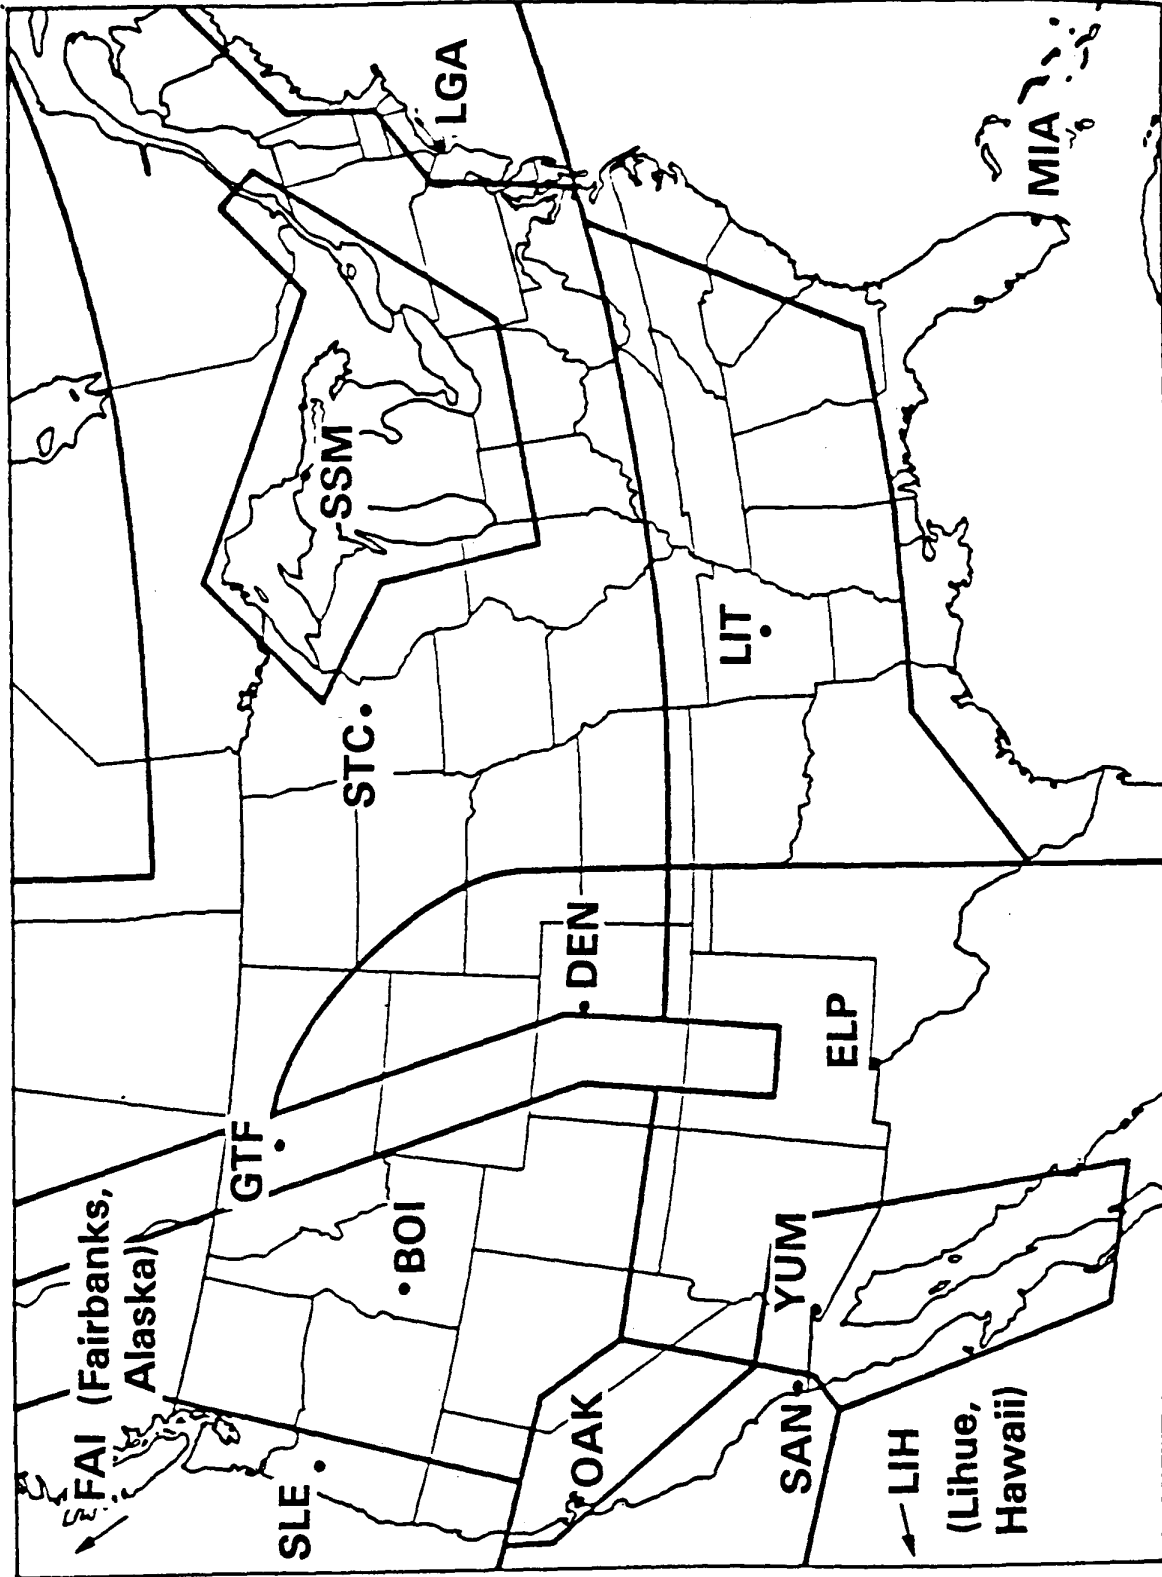 FAI (Fairbanks,
Alaska)
SLE
GTF
BOI
STC
SSM
LGA
OAK
DEN
SAN
YUM
ELP
LIT
MIA
LIH
(Lihue,
Hawaii)